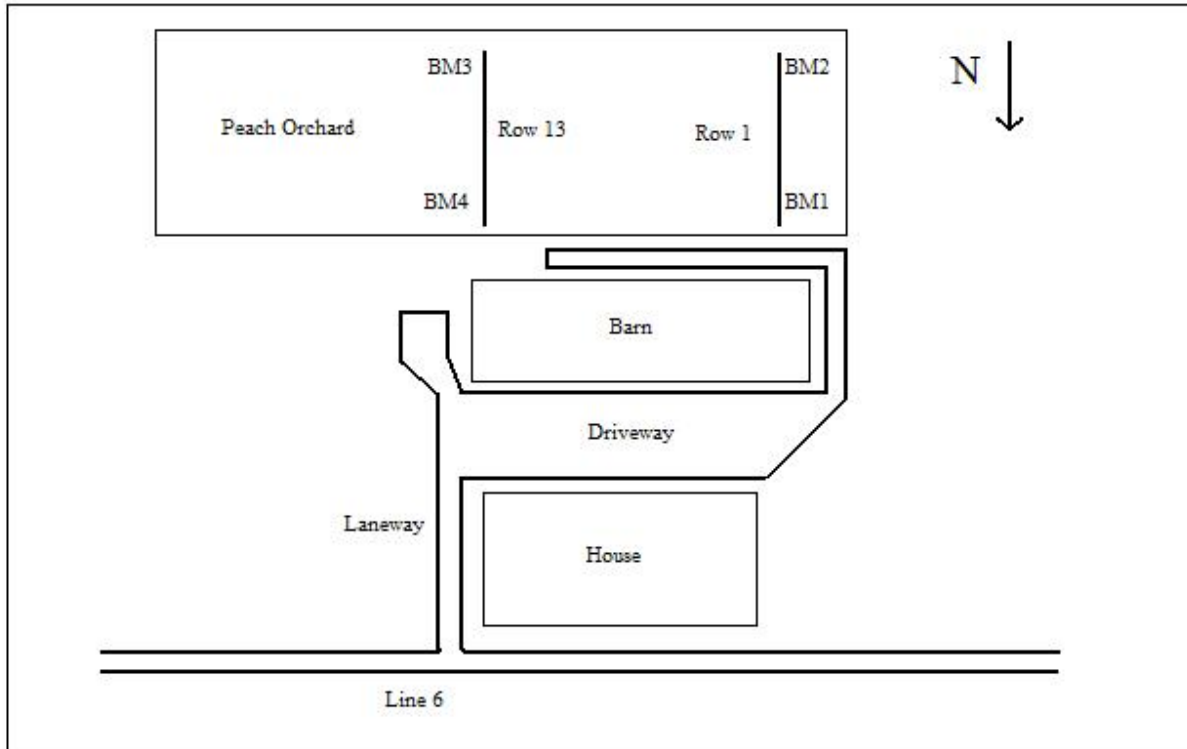 BM3
BM2
N
Peach Orchard
Row 13
Row 1
BM4
BM1
Barn
Driveway
Laneway
House
Line 6